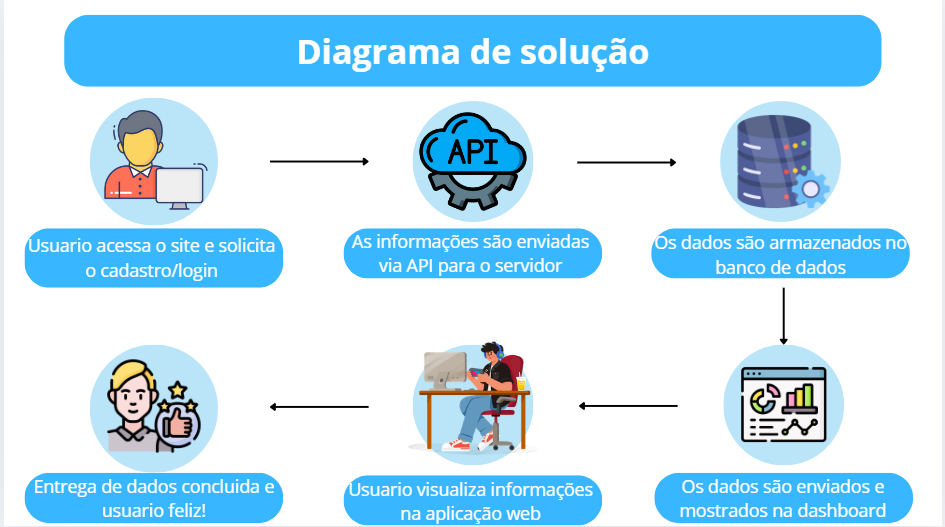 Diagrama de solução
API
Usuario acessa o site e solicita
o cadastro/login
As informações são enviadas
via API para o servidor
Os dados são armazenados no
banco de dados
Os dados são enviados e
mostrados na dashboard
Usuario visualiza informações
na aplicação web
Entrega de dados concluida e
usuario feliz!